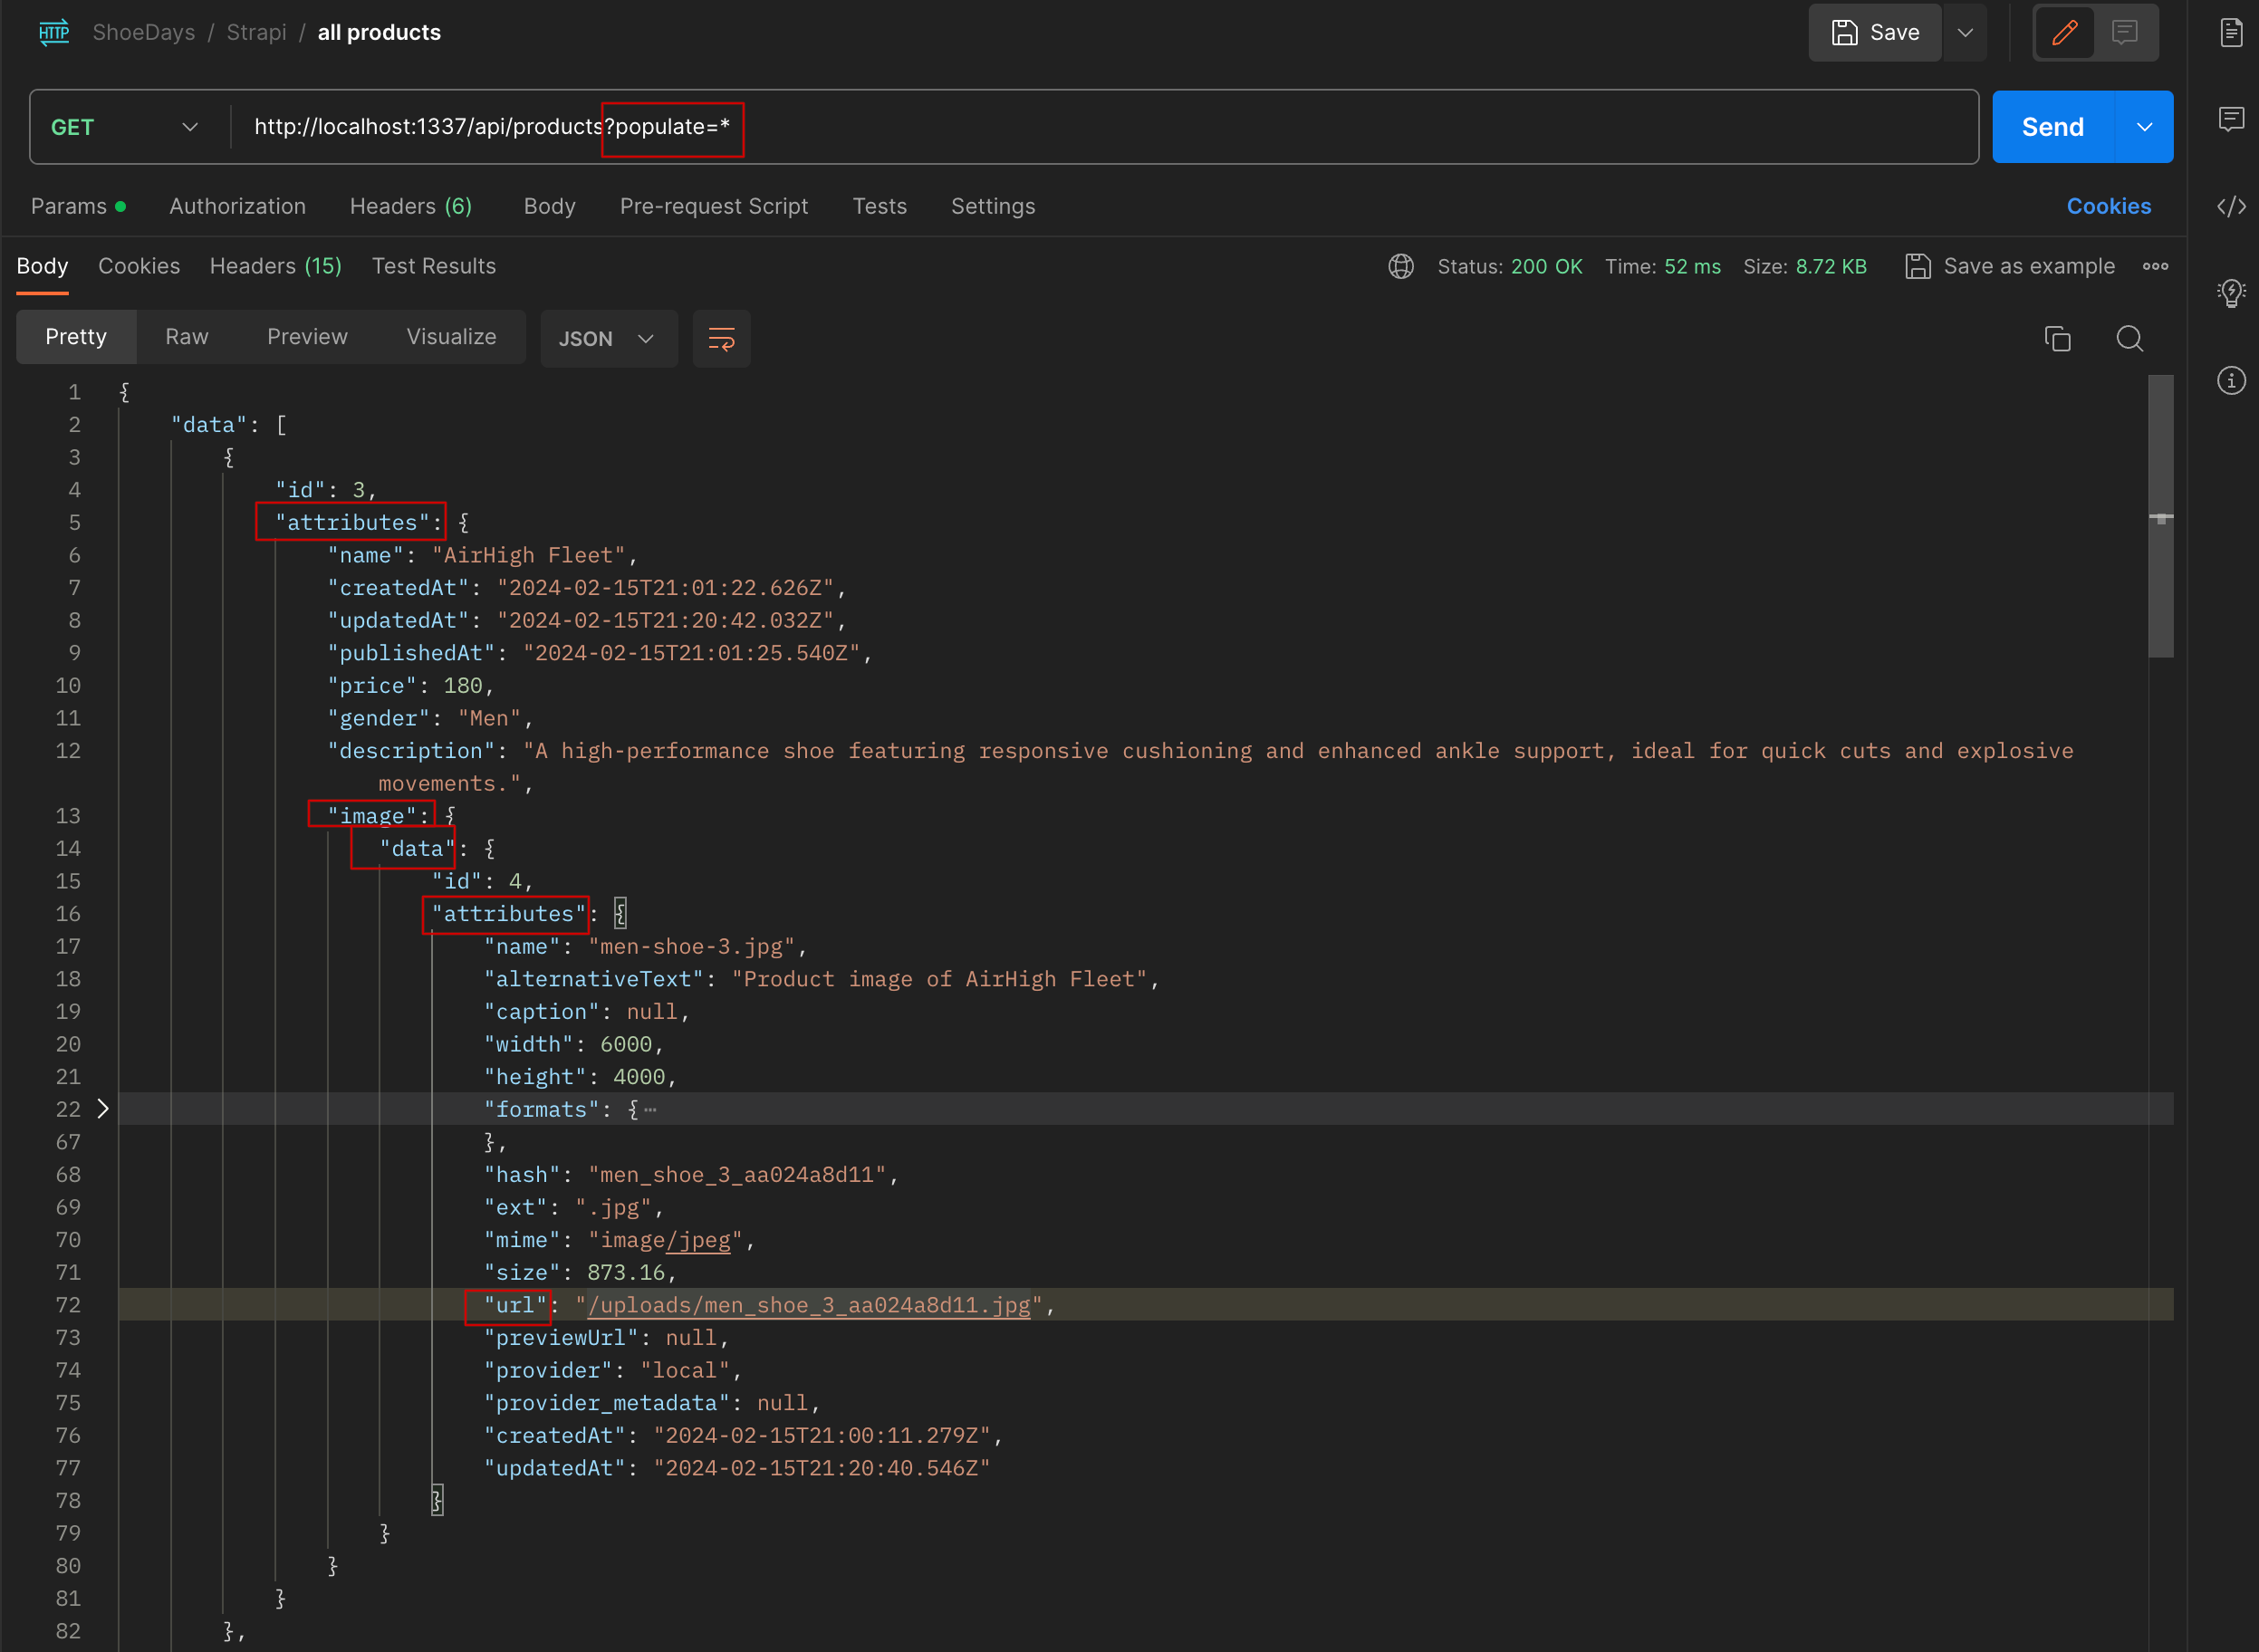 HTTP ShoeDays / Strapi / all products Save
GET http://localhost:1337/api/products?populate=* Send
Params Authorization Headers (6) Body Pre-request Script Tests Settings Cookies
Body Cookies Headers (15) Test Results Status: 200 OK Time: 52 ms Size: 8.72 KB Save as example
Pretty Raw Preview Visualize JSON
1 {
2 "data": [
3 {
4 "id": 3,
5 "attributes": {
6 "name": "AirHigh Fleet",
7 "createdAt": "2024-02-15T21:01:22.626Z",
8 "updatedAt": "2024-02-15T21:20:42.032Z",
9 "publishedAt": "2024-02-15T21:01:25.540Z",
10 "price": 180,
11 "gender": "Men",
12 "description": "A high-performance shoe featuring responsive cushioning and enhanced ankle support, ideal for quick cuts and explosive
movements.",
13 "image": {
14 "data": {
15 "id": 4,
16 "attributes": {
17 "name": "men-shoe-3.jpg",
18 "alternativeText": "Product image of AirHigh Fleet",
19 "caption": null,
20 "width": 6000,
21 "height": 4000,
22 "formats": {⋯
67 },
68 "hash": "men_shoe_3_aa024a8d11",
69 "ext": ".jpg",
70 "mime": "image/jpeg",
71 "size": 873.16,
72 "url": "/uploads/men_shoe_3_aa024a8d11.jpg",
73 "previewUrl": null,
74 "provider": "local",
75 "provider_metadata": null,
76 "createdAt": "2024-02-15T21:00:11.279Z",
77 "updatedAt": "2024-02-15T21:20:40.546Z"
78 }
79 }
80 }
81 }
82 },